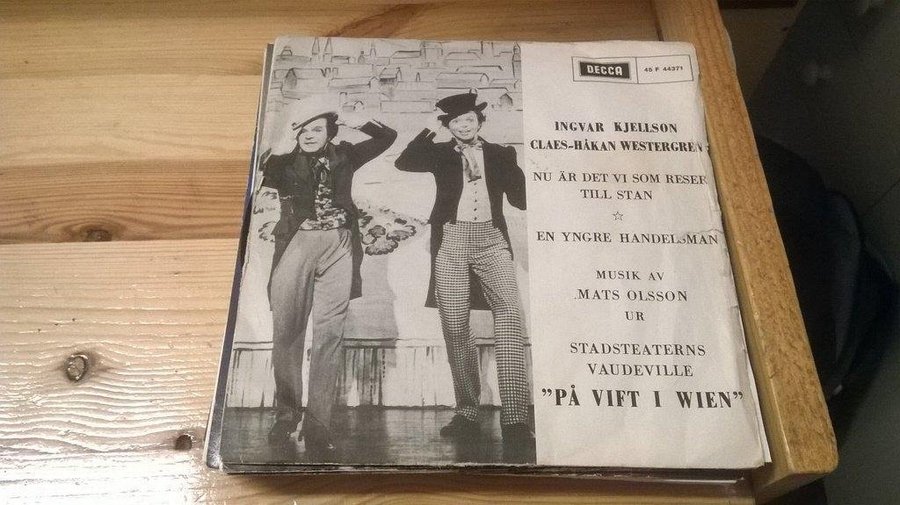 DECCA
45 F 44371
INGVAR KJELLSON
CLAES-HÅKAN WESTERGREN
NU ÄR DET VI SOM RESER
TILL STAN
EN YNGRE HANDELSMAN
MUSIK AV
MATS OLSSON
UR
STADSTEATERNS
VAUDEVILLE
”PÅ VIFT I WIEN”